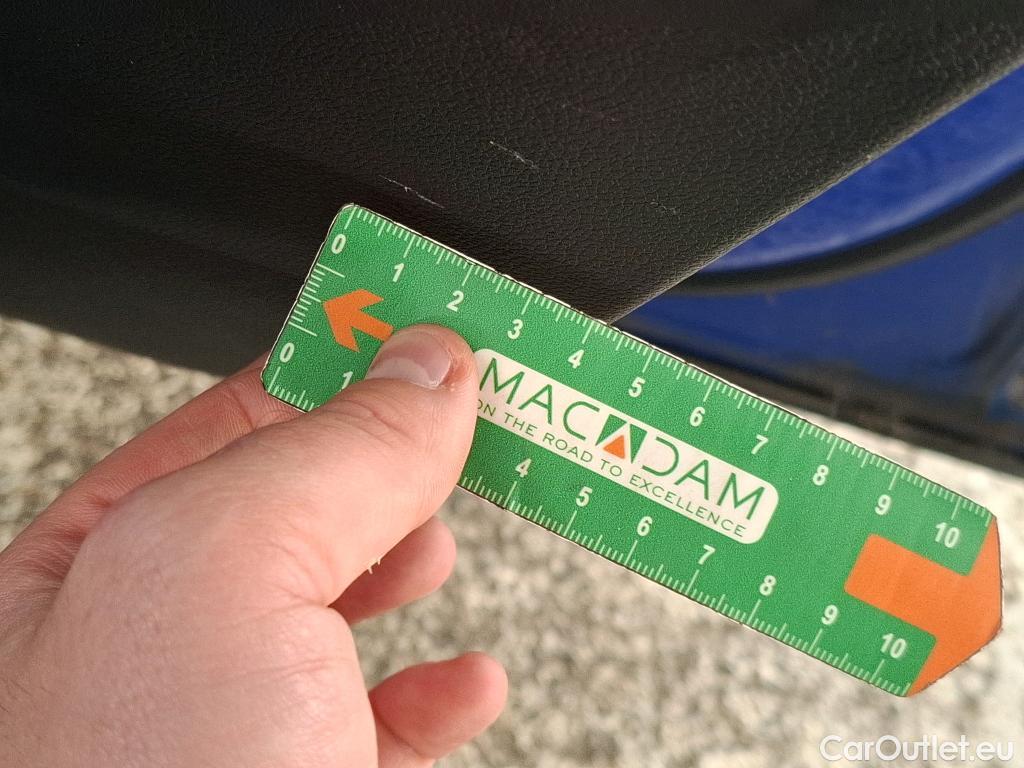 0 1 2 3 4 5 6 7 8 9 10
MACADAM
ON THE ROAD TO EXCELLENCE
0 1 4 5 6 7 8 9 10
CarOutlet.eu